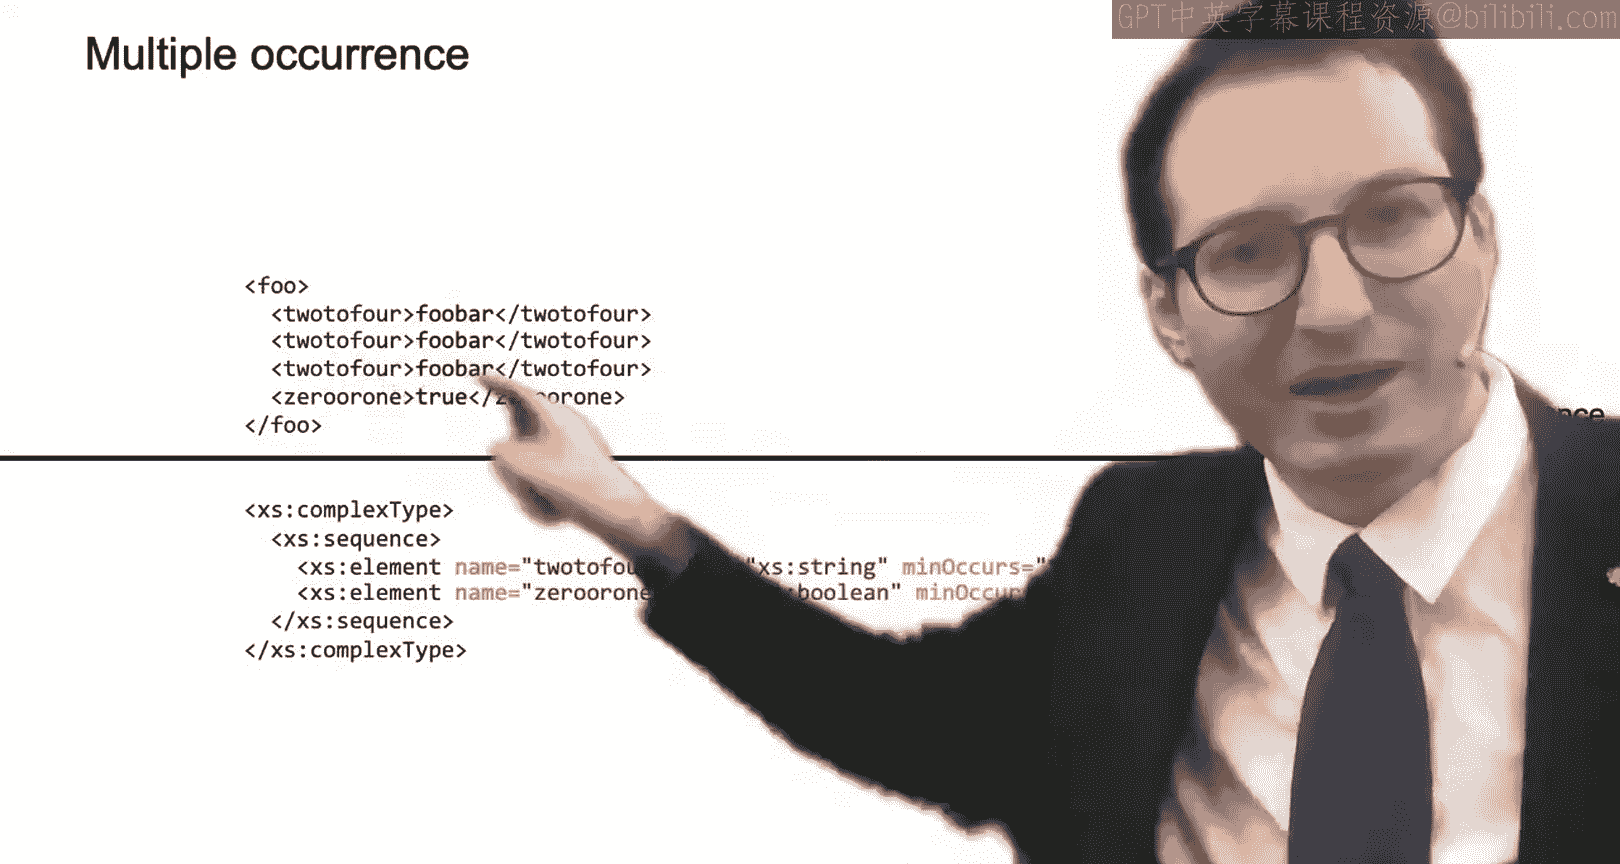 GPT中英字幕课程资源@bilibili.com
Multiple occurrence
<foo>
<twotofour>foobar</twotofour>
<twotofour>foobar</twotofour>
<twotofour>foobar</twotofour>
<zeroorone>true</zeroorone>
</foo>
<xs:complexType>
<xs:sequence>
<xs:element name="twotofou "xs:string" minOccurs="
<xs:element name="zeroorone boolean" minOccur
</xs:sequence>
</xs:complexType>